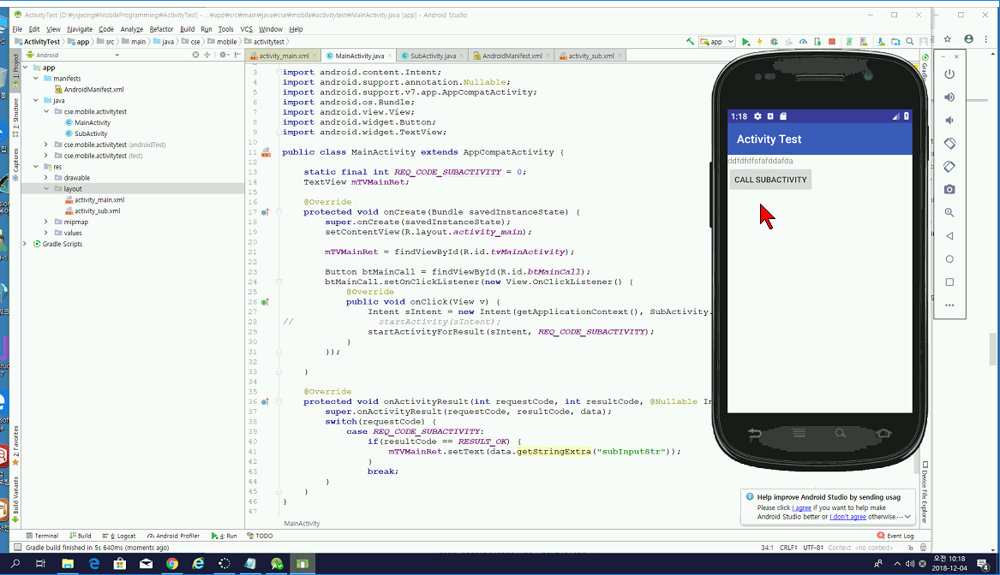 ActivityTest [D:\ysjeong\MobileProgramming\ActivityTest] - ...\app\src\main\java\cse\mobile\activitytest\MainActivity.java [app] - Android Studio
File Edit View Navigate Code Analyze Refactor Build Run Tools VCS Window Help
ActivityTest app src main java cse mobile activitytest
app
Android
activity_main.xml MainActivity.java SubActivity.java AndroidManifest.xml activity_sub.xml
1: Project
Z: Structure
Captures
2: Favorites
Build Variants
app
manifests
AndroidManifest.xml
java
cse.mobile.activitytest
MainActivity
SubActivity
cse.mobile.activitytest (androidTest)
cse.mobile.activitytest (test)
res
drawable
layout
activity_main.xml
activity_sub.xml
mipmap
values
Gradle Scripts
3 import android.content.Intent;
4 import android.support.annotation.Nullable;
5 import android.support.v7.app.AppCompatActivity;
6 import android.os.Bundle;
7 import android.view.View;
8 import android.widget.Button;
9 import android.widget.TextView;
10
11 public class MainActivity extends AppCompatActivity {
12
13 static final int REQ_CODE_SUBACTIVITY = 0;
14 TextView mTVMainRet;
15
16 @Override
17 protected void onCreate(Bundle savedInstanceState) {
18 super.onCreate(savedInstanceState);
19 setContentView(R.layout.activity_main);
20
21 mTVMainRet = findViewById(R.id.tvMainActivity);
22
23 Button btMainCall = findViewById(R.id.btMainCall);
24 btMainCall.setOnClickListener(new View.OnClickListener() {
25 @Override
26 public void onClick(View v) {
27 Intent sIntent = new Intent(getApplicationContext(), SubActivity.
28 // startActivity(sIntent);
29 startActivityForResult(sIntent, REQ_CODE_SUBACTIVITY);
30 }
31 });
32
33 }
34
35 @Override
36 protected void onActivityResult(int requestCode, int resultCode, @Nullable In
37 super.onActivityResult(requestCode, resultCode, data);
38 switch(requestCode) {
39 case REQ_CODE_SUBACTIVITY:
40 if(resultCode == RESULT_OK) {
41 mTVMainRet.setText(data.getStringExtra("subInputStr"));
42 }
43 break;
44 }
45 }
46 }
47
MainActivity
1:18
Activity Test
ddfdfdfsfafddafda
CALL SUBACTIVITY
Gradle
Device File Explorer
Help improve Android Studio by sending usag
Please click I agree if you want to help make
Android Studio better or I don't agree otherwise....
Terminal Build 6: Logcat Android Profiler 4: Run TODO
4 Event Log
Gradle build finished in 5s 640ms (moments ago)
34:1 CRLF÷ UTF-8÷ Context: <no context>
오전 10:18
2018-12-04
4